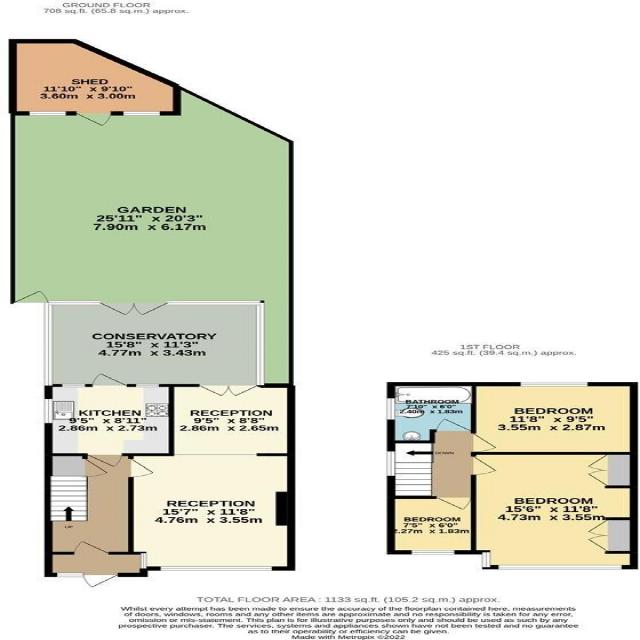 GROUND FLOOR
708 sq.ft. (65.8 sq.m.) approx.
SHED
11'10" x 9'10"
3.60m x 3.00m
GARDEN
25'11" x 20'3"
7.90m x 6.17m
CONSERVATORY
15'8" x 11'3"
4.77m x 3.43m
KITCHEN
9'5" x 8'11"
2.86m x 2.73m
RECEPTION
9'5" x 8'8"
2.86m x 2.65m
RECEPTION
15'7" x 11'8"
4.76m x 3.55m
UP
1ST FLOOR
425 sq.ft. (39.4 sq.m.) approx.
BATHROOM
7'10" x 6'0"
2.40m x 1.83m
BEDROOM
11'8" x 9'5"
3.55m x 2.87m
DOWN
BEDROOM
15'6" x 11'8"
4.73m x 3.55m
BEDROOM
7'5" x 6'0"
2.27m x 1.83m
TOTAL FLOOR AREA : 1133 sq.ft. (105.2 sq.m.) approx.
Whilst every attempt has been made to ensure the accuracy of the floorplan contained here, measurements
of doors, windows, rooms and any other items are approximate and no responsibility is taken for any error,
omission or mis-statement. This plan is for illustrative purposes only and should be used as such by any
prospective purchaser. The services, systems and appliances shown have not been tested and no guarantee
as to their operability or efficiency can be given.
Made with Metropix ©2022